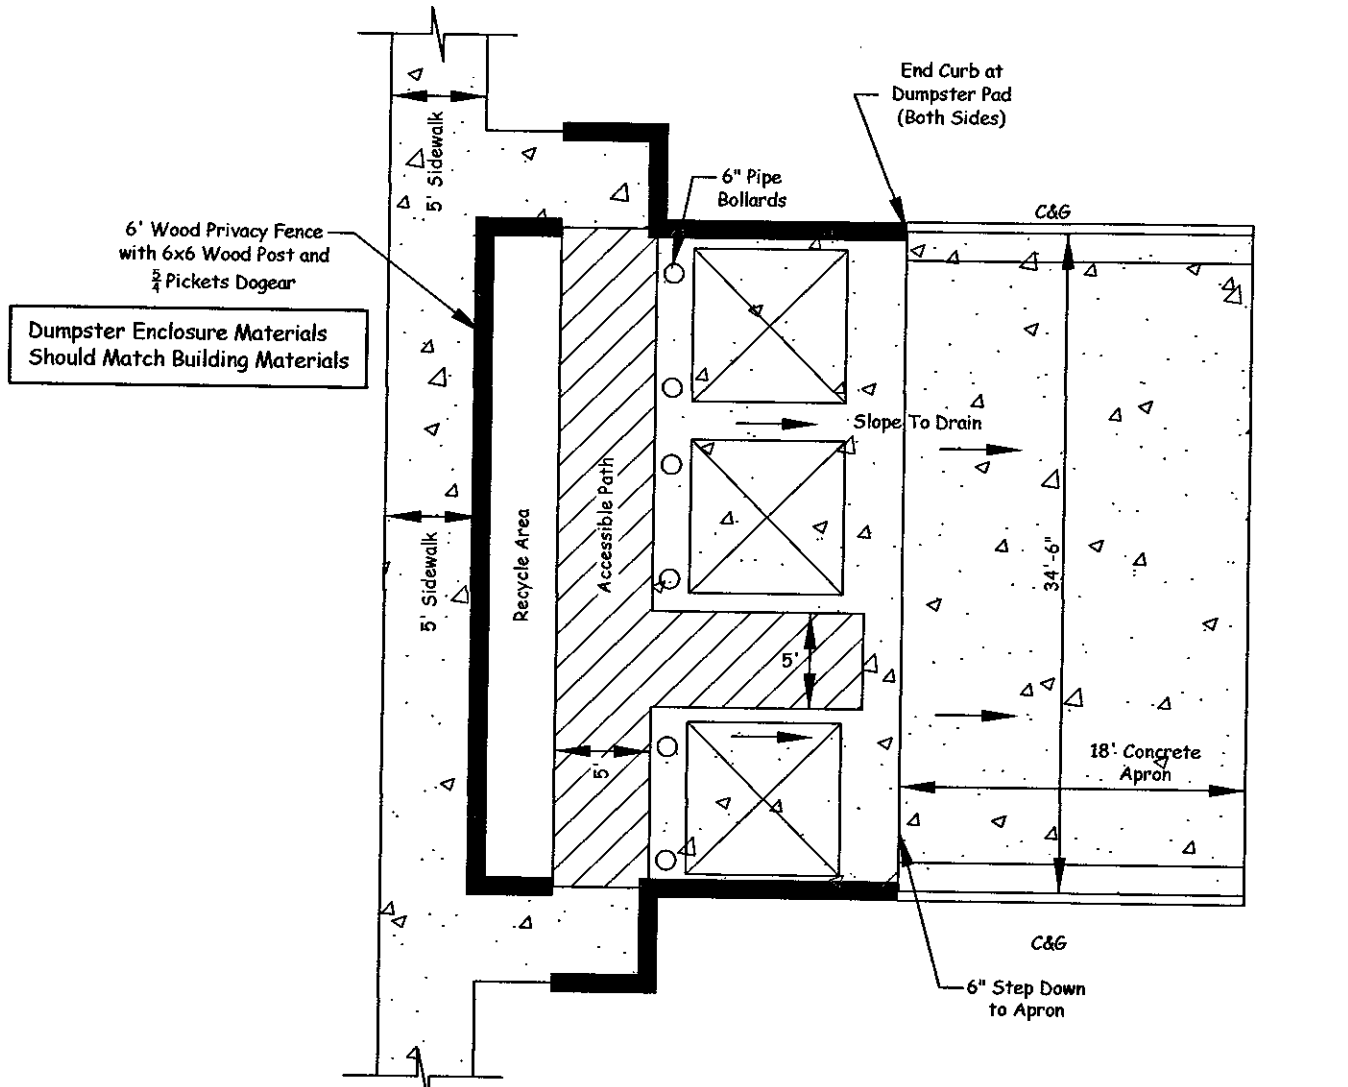 End Curb at
Dumpster Pad
(Both Sides)
5' Sidewalk
6" Pipe
Bollards
C&G
6' Wood Privacy Fence
with 6x6 Wood Post and
5/4 Pickets Dogear
Dumpster Enclosure Materials
Should Match Building Materials
Slope To Drain
Accessible Path
Recycle Area
5' Sidewalk
34'-6"
5'
5'
18' Concrete
Apron
C&G
6" Step Down
to Apron